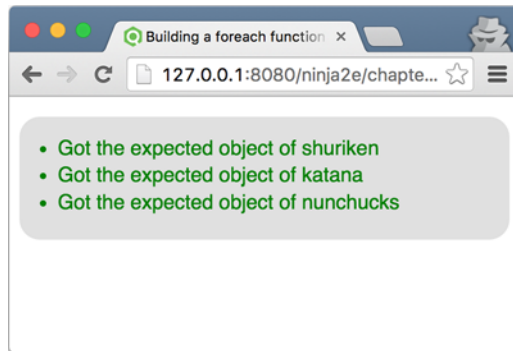 Building a foreach function
127.0.0.1:8080/ninja2e/chapte...
Got the expected object of shuriken
Got the expected object of katana
Got the expected object of nunchucks